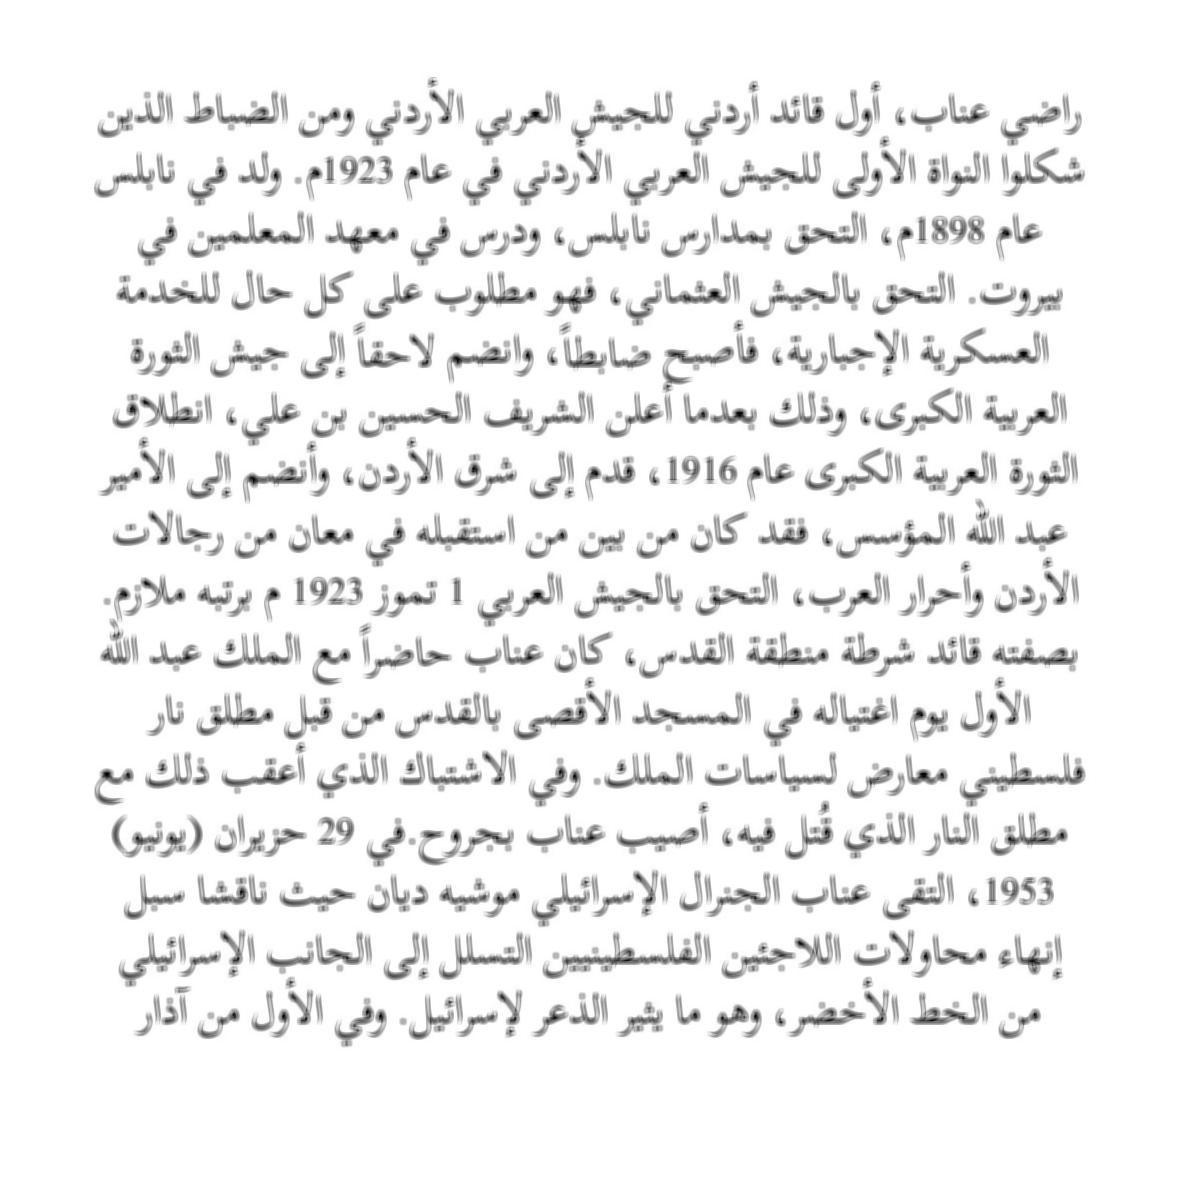 راضي عناب، أول قائد أردني للجيش العربي الأردني ومن الضباط الذين
شكلوا النواة الأولى للجيش العربي الأردني في عام 1923م. ولد في نابلس
عام 1898م، التحق بمدارس نابلس، ودرس في معهد المعلمين في
بيروت. التحق بالجيش العثماني، فهو مطلوب على كل حال للخدمة
العسكرية الإجبارية، فأصبح ضابطاً، وانضم لاحقاً إلى جيش الثورة
العربية الكبرى، وذلك بعدما أعلن الشريف الحسين بن علي، انطلاق
الثورة العربية الكبرى عام 1916، قدم إلى شرق الأردن، وأنضم إلى الأمير
عبد الله المؤسس، فقد كان من بين من استقبله في معان من رجالات
الأردن وأحرار العرب، التحق بالجيش العربي 1 تموز 1923 م برتبه ملازم.
بصفته قائد شرطة منطقة القدس، كان عناب حاضراً مع الملك عبد الله
الأول يوم اغتياله في المسجد الأقصى بالقدس من قبل مطلق نار
فلسطيني معارض لسياسات الملك. وفي الاشتباك الذي أعقب ذلك مع
مطلق النار الذي قُتل فيه، أصيب عناب بجروح.في 29 حزيران (يونيو)
1953، التقى عناب الجنرال الإسرائيلي موشيه ديان حيث ناقشا سبل
إنهاء محاولات اللاجئين الفلسطينيين التسلل إلى الجانب الإسرائيلي
من الخط الأخضر، وهو ما يثير الذعر لإسرائيل. وفي الأول من آذار